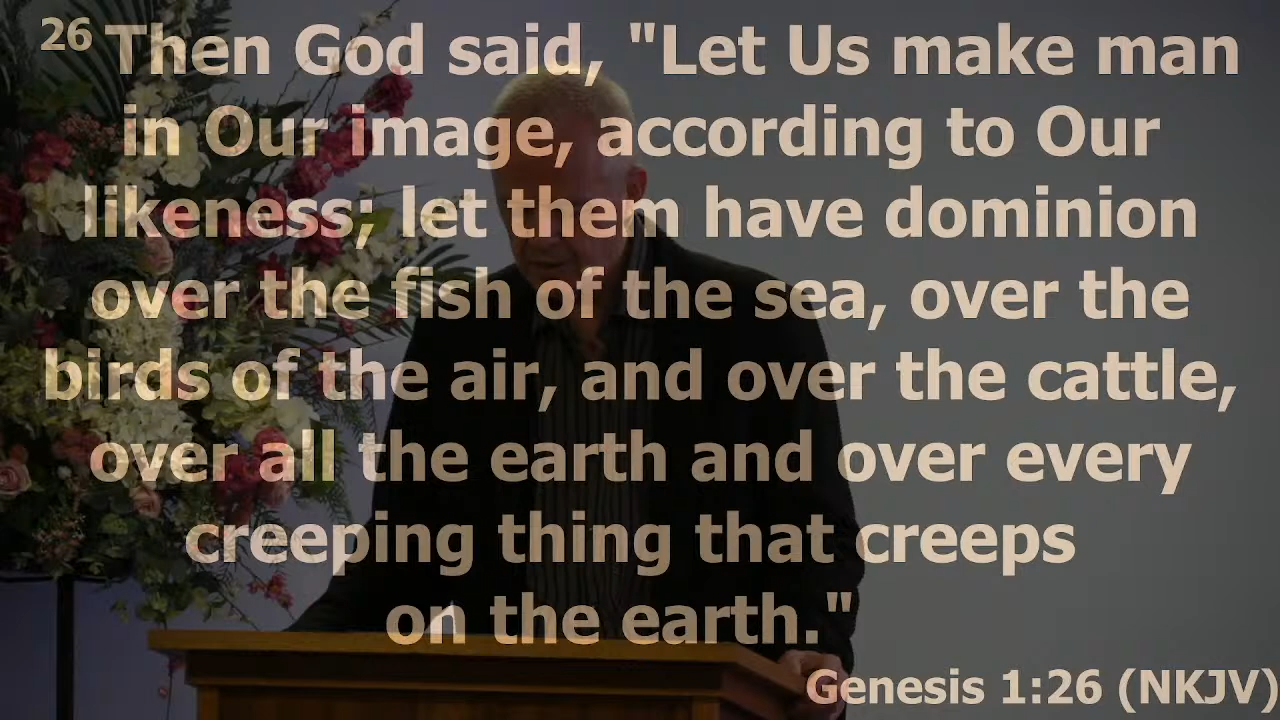 26 Then God said, "Let Us make man
in Our image, according to Our
likeness; let them have dominion
over the fish of the sea, over the
birds of the air, and over the cattle,
over all the earth and over every
creeping thing that creeps
on the earth."
Genesis 1:26 (NKJV)